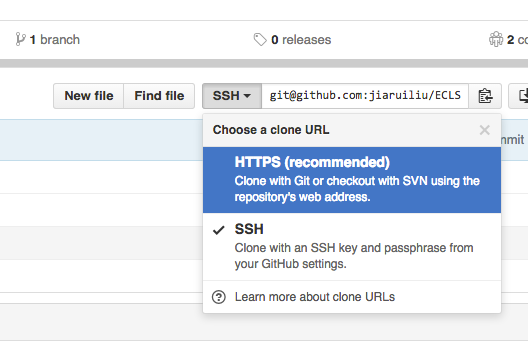 1 branch
0 releases
2
New file
Find file
SSH
git@github.com:jiaruiliu/ECLS
Choose a clone URL
HTTPS (recommended)
Clone with Git or checkout with SVN using the
repository's web address.
SSH
Clone with an SSH key and passphrase from
your GitHub settings.
Learn more about clone URLs